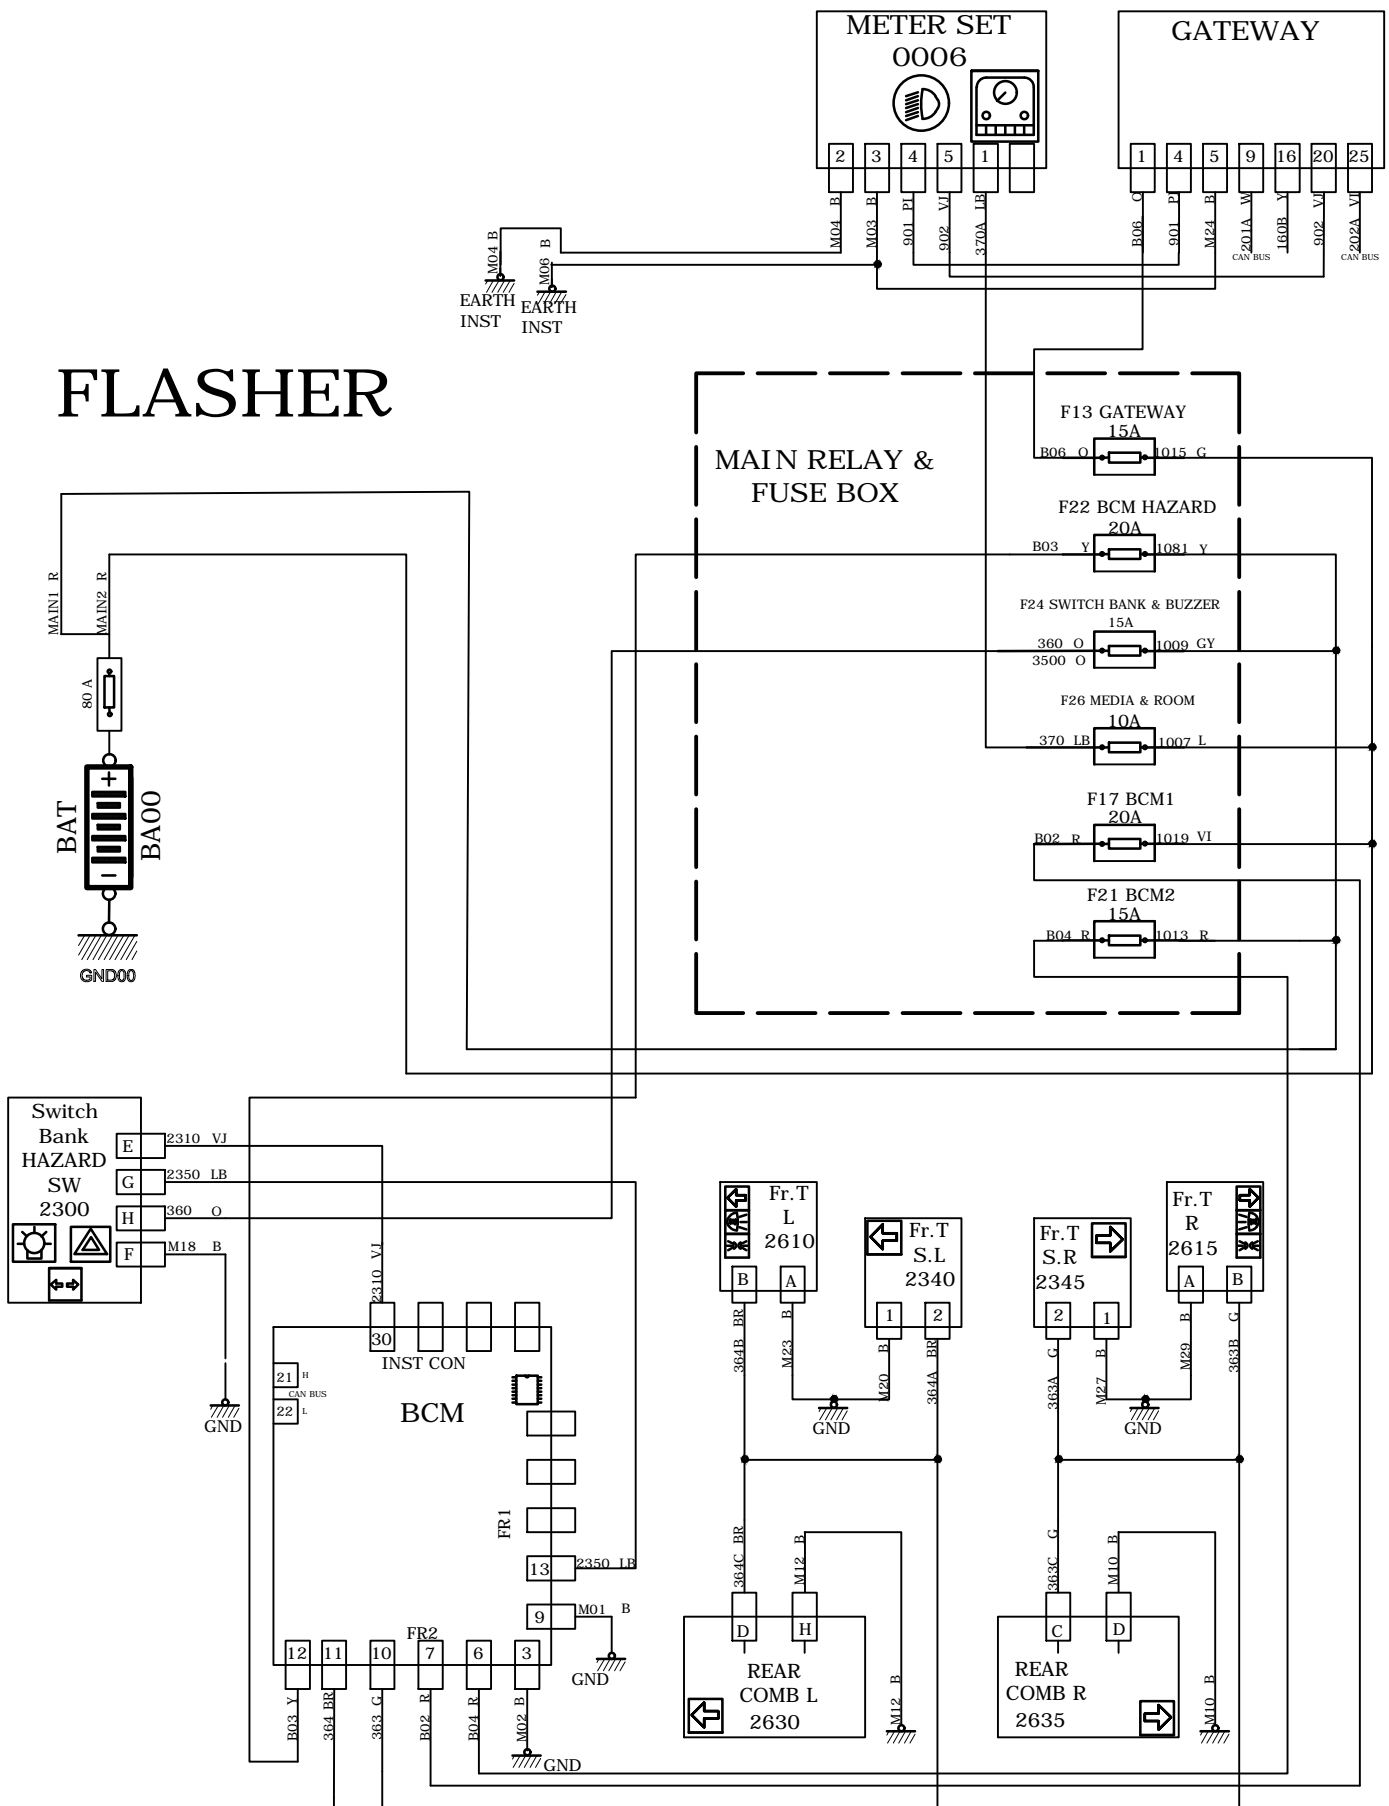 METER SET
0006
2 3 4 5 1
M04 B
M03 B
901 PI
902 VJ
370A LB
GATEWAY
1 4 5 9 16 20 25
B06 O
901 PI
M24 B
201A W
CAN BUS
160B Y
902 VJ
202A VI
CAN BUS
M04 B
EARTH
INST
M06 B
EARTH
INST
FLASHER
MAIN RELAY &
FUSE BOX
F13 GATEWAY
15A
B06 O
1015 G
F22 BCM HAZARD
20A
B03 Y
1081 Y
F24 SWITCH BANK & BUZZER
15A
360 O
3500 O
1009 GY
F26 MEDIA & ROOM
10A
370 LB
1007 L
F17 BCM1
20A
B02 R
1019 VI
F21 BCM2
15A
B04 R
1013 R
MAIN1 R
MAIN2 R
80 A
+
BAT
BA00
−
GND00
Switch
Bank
HAZARD
SW
2300
E
2310 VJ
G
2350 LB
H
360 O
F
M18 B
GND
2310 VJ
30
INST CON
21 H
CAN BUS
22 L
BCM
FR1
13
2350 LB
9
M01 B
GND
FR2
12 11 10 7 6 3
B03 Y
364 BR
363 G
B02 R
B04 R
M02 B
GND
Fr.T
L
2610
B A
364B BR
M23 B
Fr.T
S.L
2340
1 2
M20 B
364A BR
GND
Fr.T
S.R
2345
2 1
363A G
M27 B
Fr.T
R
2615
A B
M29 B
363B G
GND
364C BR
M12 B
D H
REAR
COMB L
2630
M12 B
363C G
M10 B
C D
REAR
COMB R
2635
M10 B